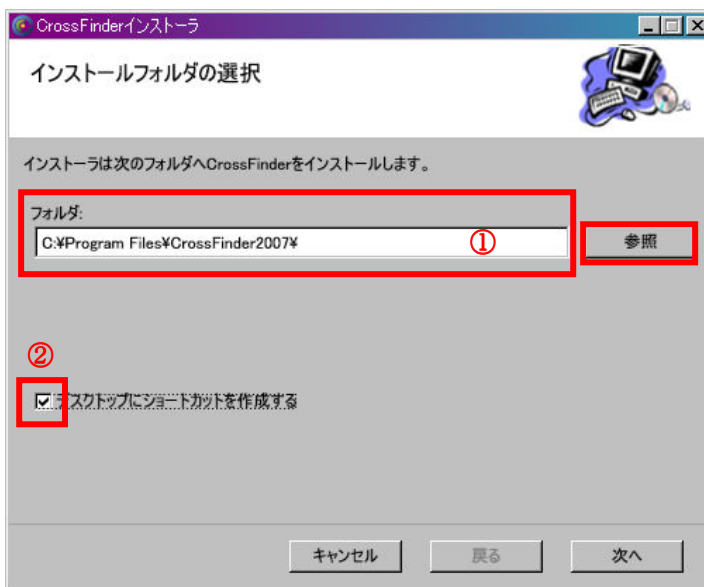 CrossFinderインストーラ
インストールフォルダの選択
インストーラは次のフォルダへCrossFinderをインストールします。
フォルダ:
C:¥Program Files¥CrossFinder2007¥
①
参照
②
デスクトップにショートカットを作成する
キャンセル
戻る
次へ